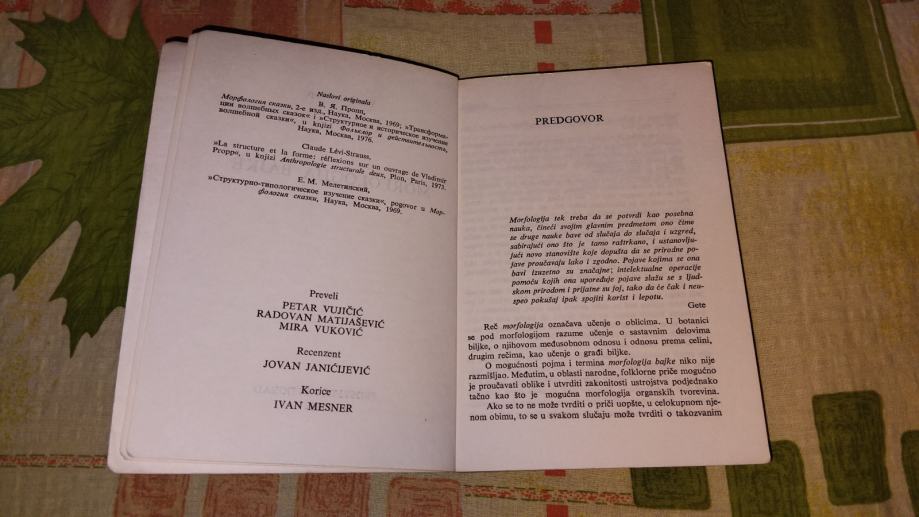 Naslovi originala
В. Я. Пропп,
Морфология сказки, 2-е изд., Наука, Москва, 1969; »Трансформа-
ции волшебных сказок« i »Структурное и историческое изучение
волшебной сказки«, u knjizi Фольклор и действительность,
Наука, Москва, 1976.
Claude Lévi-Strauss,
»La structure et la forme: réflexions sur un ouvrage de Vladimir
Propp«, u knjizi Anthropologie structurale deux, Plon, Paris, 1973.
Е. М. Мелетинский,
»Структурно-типологическое изучение сказки«, pogovor u Мор-
фология сказки, Наука, Москва, 1969.
Preveli
PETAR VUJIČIĆ
RADOVAN MATIJAŠEVIĆ
MIRA VUKOVIĆ
Recenzent
JOVAN JANIĆIJEVIĆ
Korice
IVAN MESNER
PREDGOVOR
Morfologija tek treba da se potvrdi kao posebna
nauka, čineći svojim glavnim predmetom ono čime
se druge nauke bave od slučaja do slučaja i uzgred,
sabirajući ono što je tamo raštrkano, i ustanovlju-
jući novo stanovište koje dopušta da se prirodne po-
jave proučavaju lako i zgodno. Pojave kojima se ona
bavi izuzetno su značajne; intelektualne operacije
pomoću kojih ona upoređuje pojave slažu se s ljud-
skom prirodom i prijatne su joj, tako da će čak i neu-
speo pokušaj ipak spojiti korist i lepotu.
Gete
Reč morfologija označava učenje o oblicima. U botanici
se pod morfologijom razume učenje o sastavnim delovima
biljke, o njihovom međusobnom odnosu i odnosu prema celini,
drugim rečima, kao učenje o građi biljke.
O mogućnosti pojma i termina morfologija bajke niko nije
razmišljao. Međutim, u oblasti narodne, folklorne priče mogućno
je proučavati oblike i utvrditi zakonitosti ustrojstva podjednako
tačno kao što je mogućna morfologija organskih tvorevina.
Ako se to ne može tvrditi o priči uopšte, u celokupnom nje-
nom obimu, to se u svakom slučaju može tvrditi o takozvanim